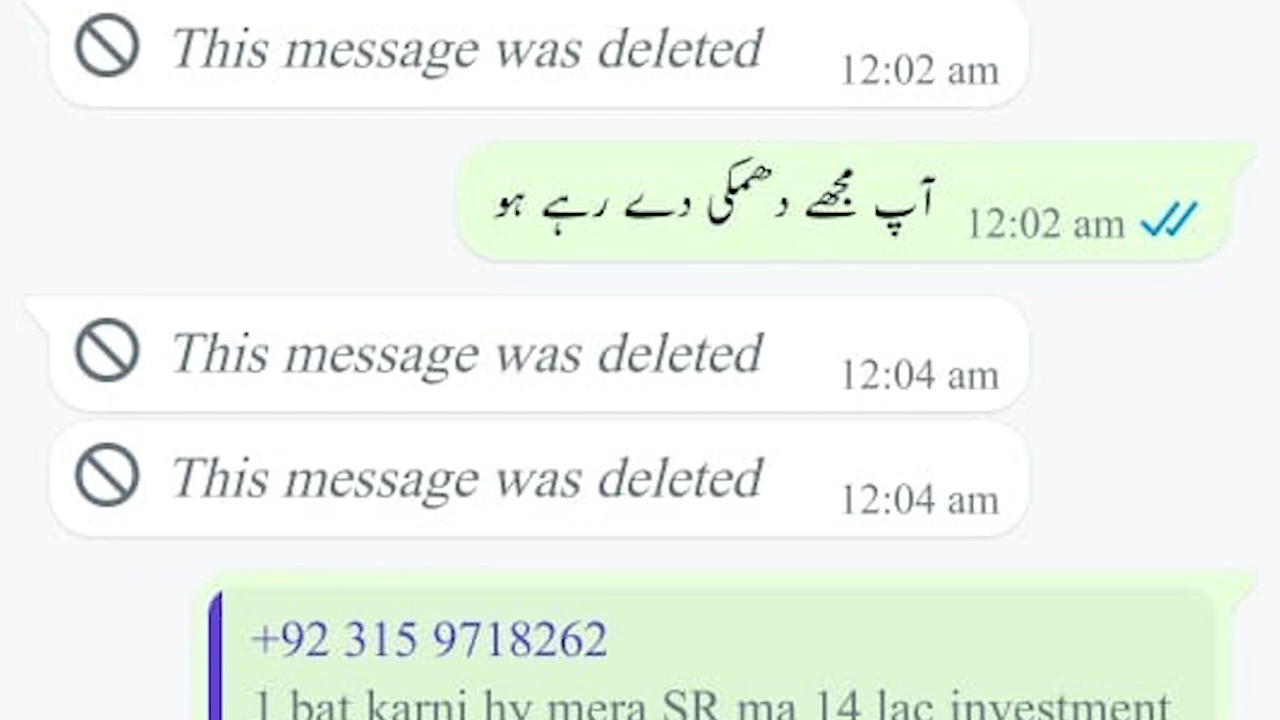 This message was deleted 12:02 am
آپ مجھے دھمکی دے رہے ہو 12:02 am
This message was deleted 12:04 am
This message was deleted 12:04 am
+92 315 9718262
1 bat karni hy mera SR ma 14 lac investment